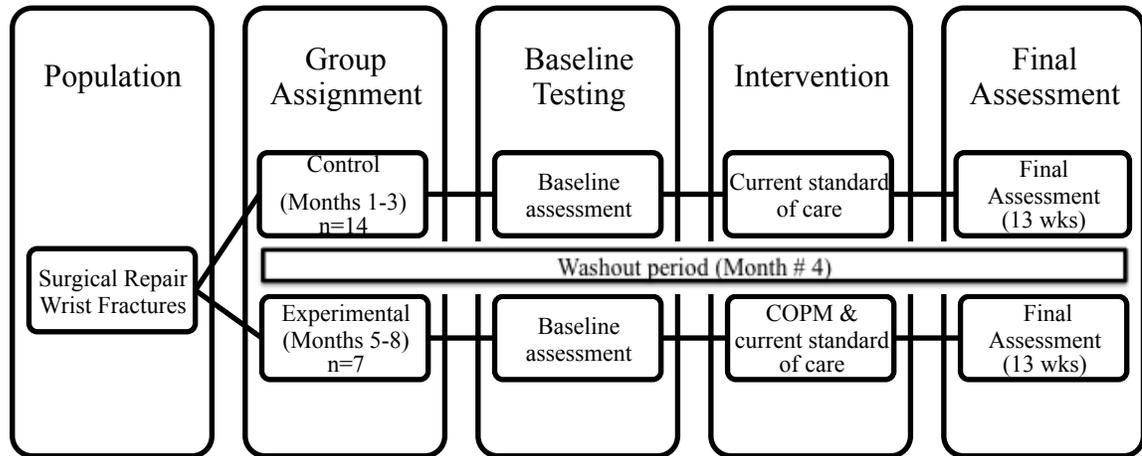 Population
Group
Assignment
Baseline
Testing
Intervention
Final
Assessment
Surgical Repair
Wrist Fractures
Control
(Months 1-3)
n=14
Baseline
assessment
Current standard
of care
Final
Assessment
(13 wks)
Washout period (Month # 4)
Experimental
(Months 5-8)
n=7
Baseline
assessment
COPM &
current standard
of care
Final
Assessment
(13 wks)